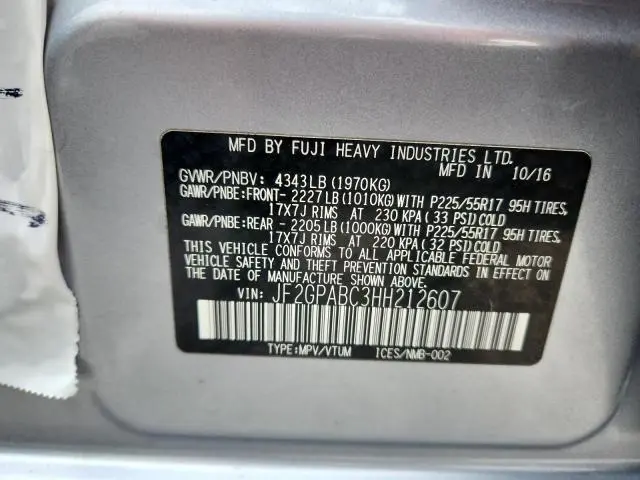 MFD BY FUJI HEAVY INDUSTRIES LTD.
MFD IN 10/16
GVWR/PNBV: 4343LB(1970KG)
GAWR/PNBE:FRONT- 2227LB(1010KG)WITH P225/55R17 95H TIRES,
17X7J RIMS AT 230 KPA(33 PSI)COLD
GAWR/PNBE:REAR - 2205LB(1000KG)WITH P225/55R17 95H TIRES,
17X7J RIMS AT 220 KPA(32 PSI)COLD
THIS VEHICLE CONFORMS TO ALL APPLICABLE FEDERAL MOTOR
VEHICLE SAFETY AND THEFT PREVENTION STANDARDS IN EFFECT ON
THE DATE OF MANUFACTURE SHOWN ABOVE.
VIN: JF2GPABC3HH212607
TYPE:MPV/VTUM ICES/NMB-002